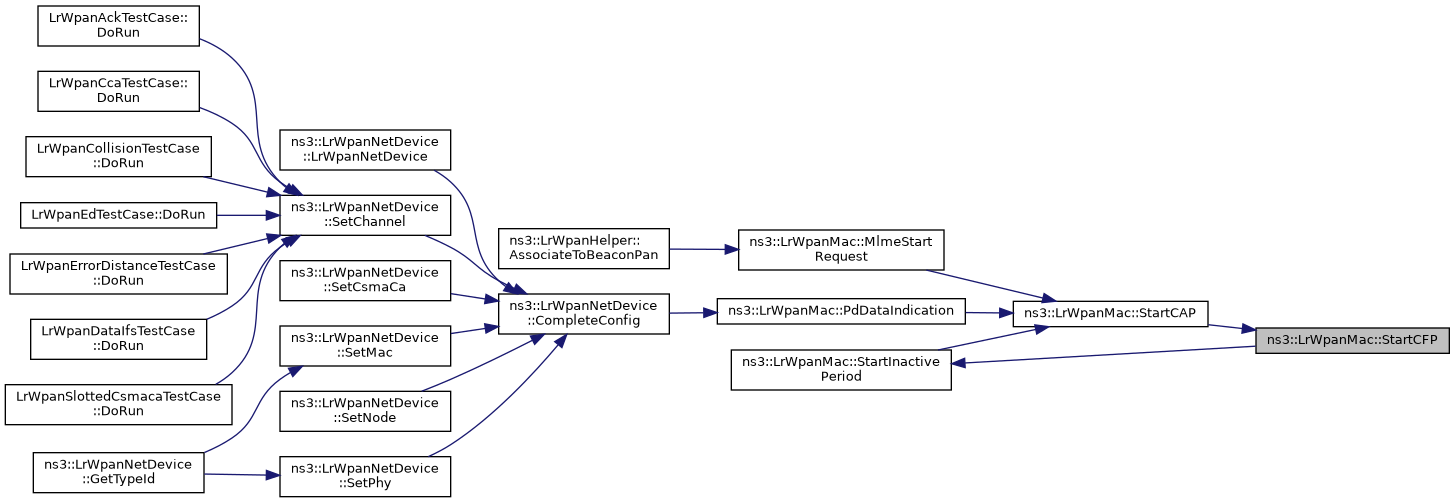 LrWpanAckTestCase::
DoRun
LrWpanCcaTestCase::
DoRun
LrWpanCollisionTestCase
::DoRun
LrWpanEdTestCase::DoRun
LrWpanErrorDistanceTestCase
::DoRun
LrWpanDataIfsTestCase
::DoRun
LrWpanSlottedCsmacaTestCase
::DoRun
ns3::LrWpanNetDevice
::GetTypeId
ns3::LrWpanNetDevice
::LrWpanNetDevice
ns3::LrWpanNetDevice
::SetChannel
ns3::LrWpanNetDevice
::SetCsmaCa
ns3::LrWpanNetDevice
::SetMac
ns3::LrWpanNetDevice
::SetNode
ns3::LrWpanNetDevice
::SetPhy
ns3::LrWpanHelper::
AssociateToBeaconPan
ns3::LrWpanNetDevice
::CompleteConfig
ns3::LrWpanMac::MlmeStart
Request
ns3::LrWpanMac::PdDataIndication
ns3::LrWpanMac::StartInactive
Period
ns3::LrWpanMac::StartCAP
ns3::LrWpanMac::StartCFP